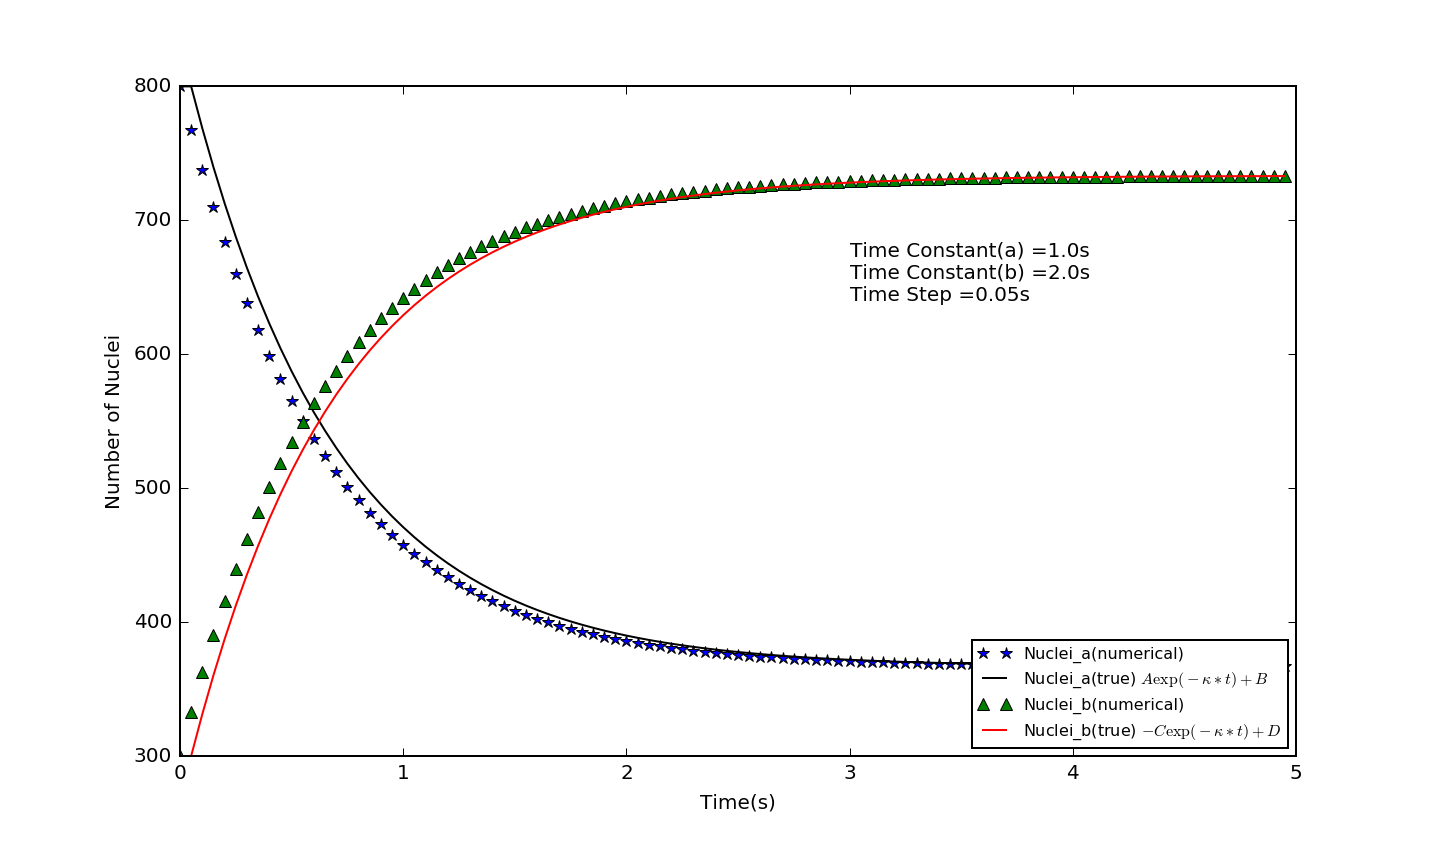 800
700
600
500
400
300
0 1 2 3 4 5
Number of Nuclei
Time(s)
Time Constant(a) =1.0s
Time Constant(b) =2.0s
Time Step =0.05s
Nuclei_a(numerical)
Nuclei_a(true) A exp(−κ∗t)+B
Nuclei_b(numerical)
Nuclei_b(true) −C exp(−κ∗t)+D